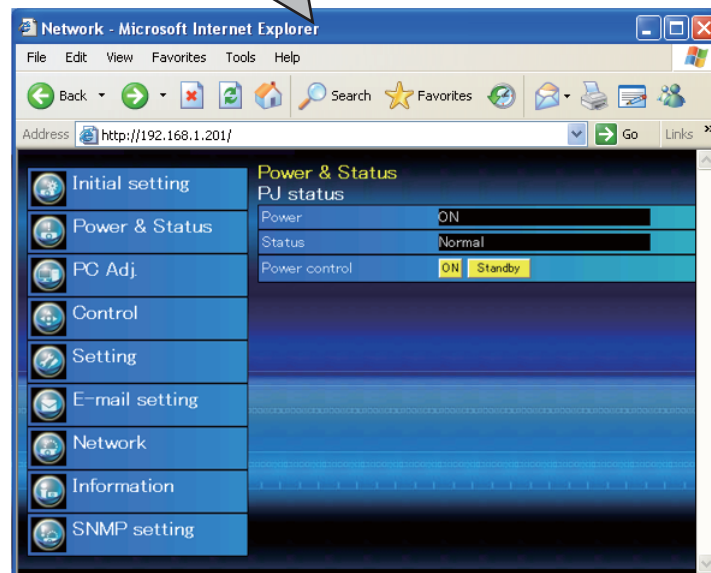 Network - Microsoft Internet Explorer
File Edit View Favorites Tools Help
Back Search Favorites
Address http://192.168.1.201/ Go Links »
Initial setting
Power & Status
PC Adj.
Control
Setting
E-mail setting
Network
Information
SNMP setting
Power & Status
PJ status
Power ON
Status Normal
Power control ON Standby